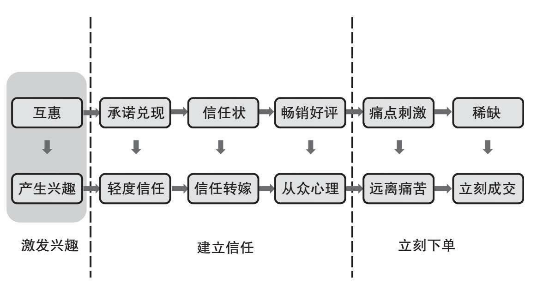 互惠
承诺兑现
信任状
畅销好评
痛点刺激
稀缺
产生兴趣
轻度信任
信任转嫁
从众心理
远离痛苦
立刻成交
激发兴趣
建立信任
立刻下单